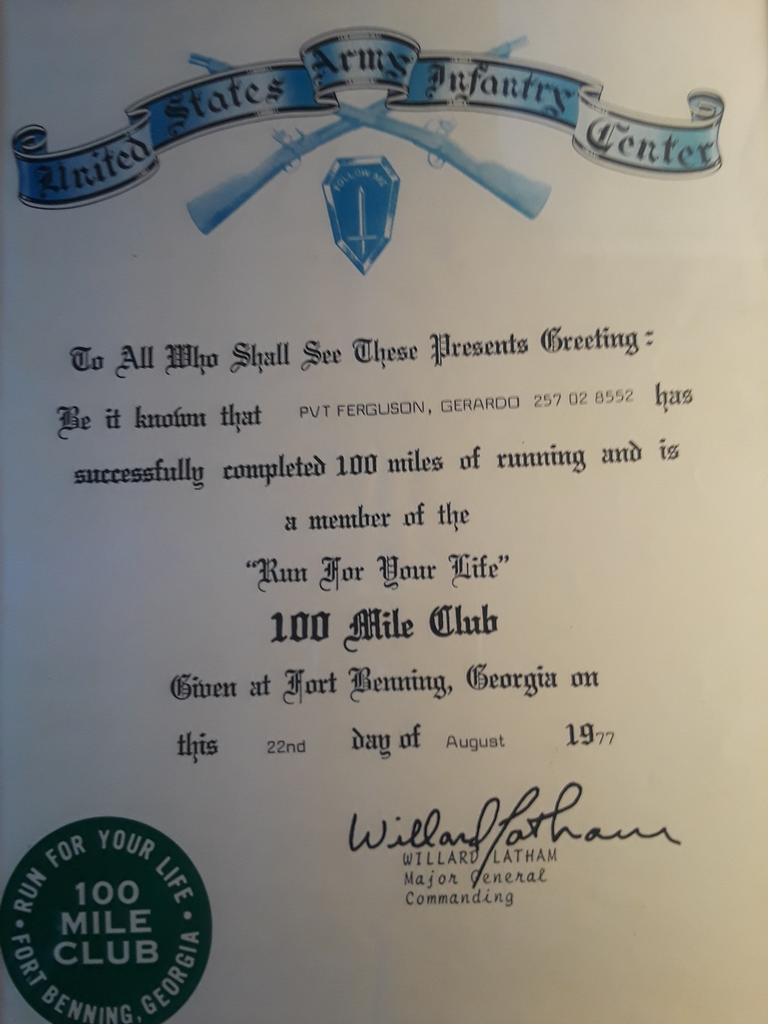 United States Army Infantry Center
FOLLOW ME
To All Who Shall See These Presents Greeting:
Be it known that PVT FERGUSON, GERARDO 257 02 8552 has
successfully completed 100 miles of running and is
a member of the
"Run For Your Life"
100 Mile Club
Given at Fort Benning, Georgia on
this 22nd day of August 1977
Willard Latham
WILLARD LATHAM
Major General
Commanding
RUN FOR YOUR LIFE
100
MILE
CLUB
• FORT BENNING, GEORGIA •